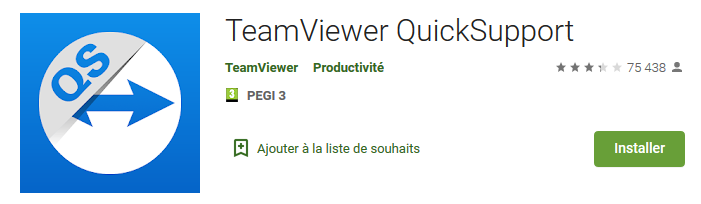 QS
TeamViewer QuickSupport
TeamViewer Productivité 75 438
3 PEGI 3
Ajouter à la liste de souhaits
Installer